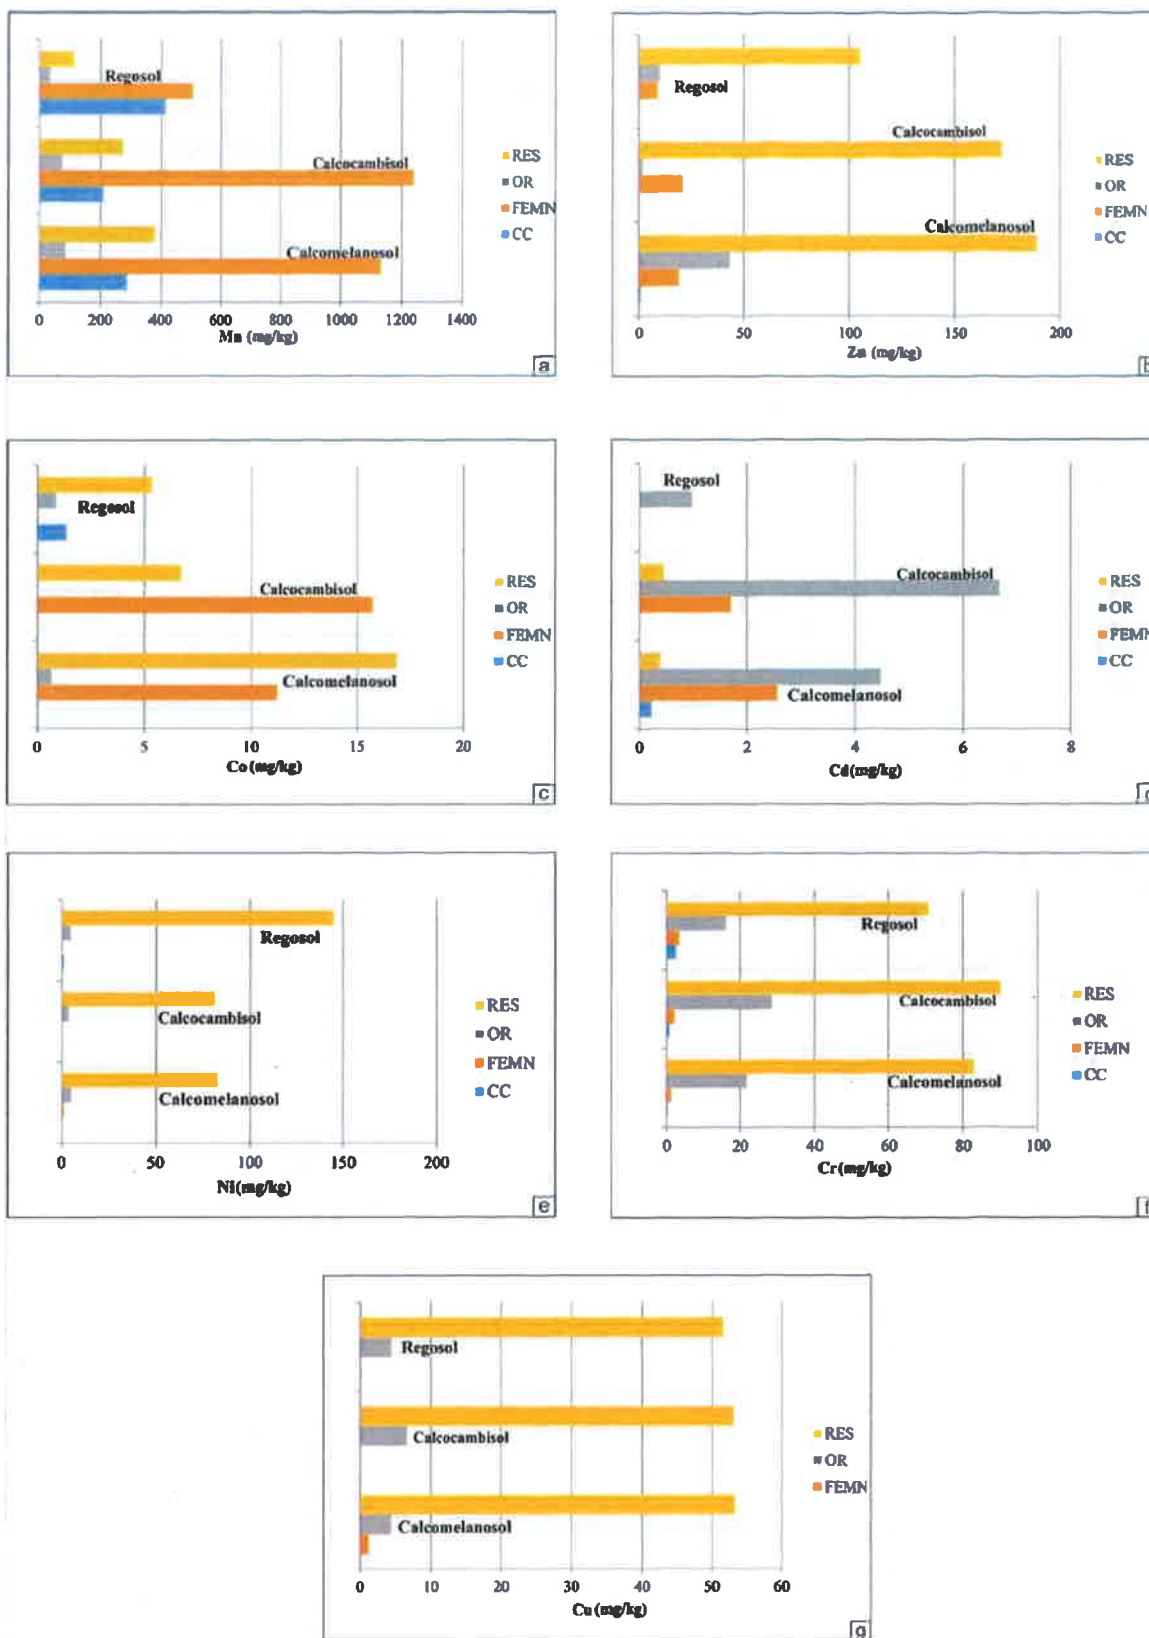 Regosol
Calcocambisol
Calcomelanosol
RES
OR
FEMN
CC
0 200 400 600 800 1000 1200 1400
Mn (mg/kg)
a
Regosol
Calcocambisol
Calcomelanosol
RES
OR
FEMN
CC
0 50 100 150 200
Zn (mg/kg)
b
Regosol
Calcocambisol
Calcomelanosol
RES
OR
FEMN
CC
0 5 10 15 20
Co (mg/kg)
c
Regosol
Calcocambisol
Calcomelanosol
RES
OR
FEMN
CC
0 2 4 6 8
Cd(mg/kg)
Regosol
Calcocambisol
Calcomelanosol
RES
OR
FEMN
CC
0 50 100 150 200
Ni(mg/kg)
e
Regosol
Calcocambisol
Calcomelanosol
RES
OR
FEMN
CC
0 20 40 60 80 100
Cr(mg/kg)
f
Regosol
Calcocambisol
Calcomelanosol
RES
OR
FEMN
0 10 20 30 40 50 60
Cu (mg/kg)
g